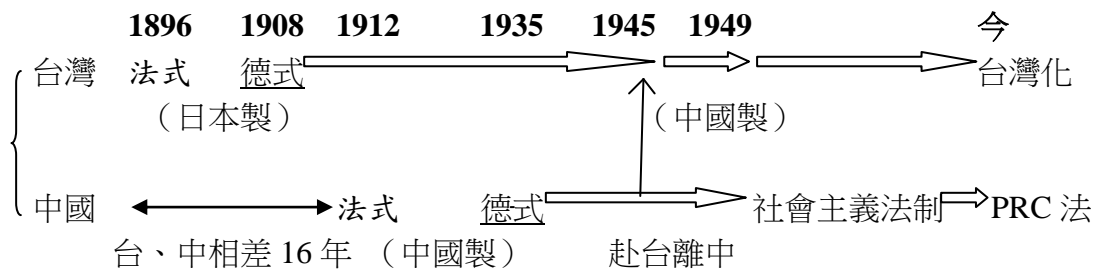 1896 1908 1912 1935 1945 1949 今
台灣 法式 德式 台灣化
（日本製） （中國製）
中國 法式 德式 社會主義法制 PRC 法
台、中相差 16 年 （中國製） 赴台離中